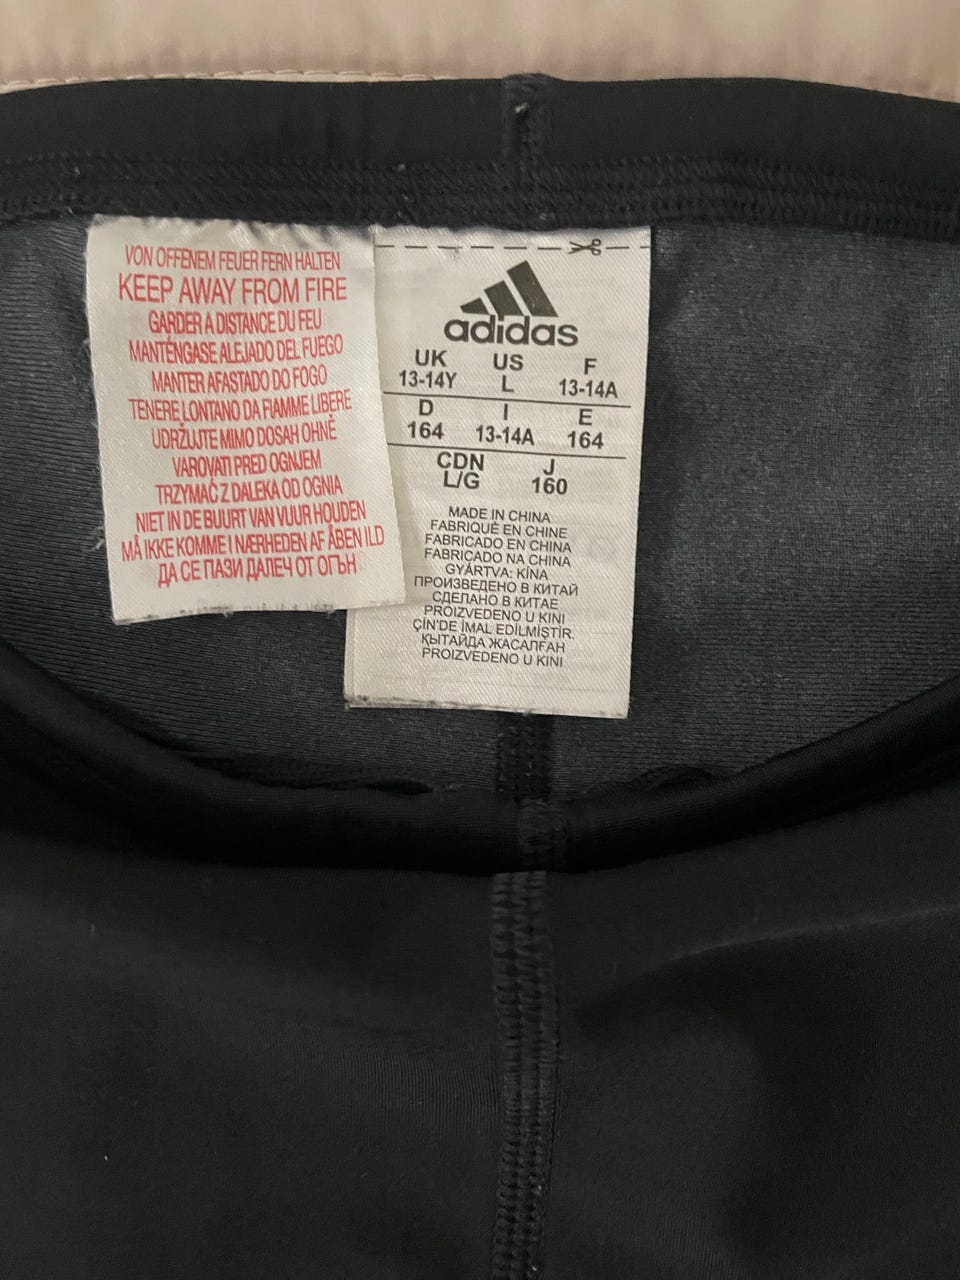 VON OFFENEM FEUER FERN HALTEN
KEEP AWAY FROM FIRE
GARDER A DISTANCE DU FEU
MANTÉNGASE ALEJADO DEL FUEGO
MANTER AFASTADO DO FOGO
TENERE LONTANO DA FIAMME LIBERE
UDRŽUJTE MIMO DOSAH OHNĚ
VAROVATI PRED OGNJEM
TRZYMAĆ Z DALEKA OD OGNIA
NIET IN DE BUURT VAN VUUR HOUDEN
MÅ IKKE KOMME I NÆRHEDEN AF ÅBEN ILD
ДА СЕ ПАЗИ ДАЛЕЧ ОТ ОГЪН
adidas
UK US F
13-14Y L 13-14A
D I E
164 13-14A 164
CDN J
L/G 160
MADE IN CHINA
FABRIQUÉ EN CHINE
FABRICADO EN CHINA
FABRICADO NA CHINA
GYÁRTVA: KÍNA
ПРОИЗВЕДЕНО В КИТАЙ
СДЕЛАНО В КИТАЕ
PROIZVEDENO U KINI
ÇİN'DE İMAL EDİLMİŞTİR.
ҚЫТАЙДА ЖАСАЛҒАН
PROIZVEDENO U KINI